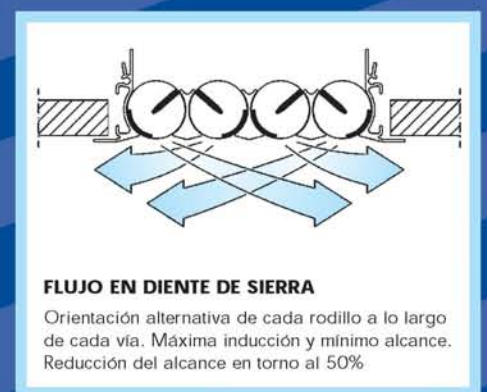 FLUJO EN DIENTE DE SIERRA
Orientación alternativa de cada rodillo a lo largo
de cada vía. Máxima inducción y mínimo alcance.
Reducción del alcance en torno al 50%